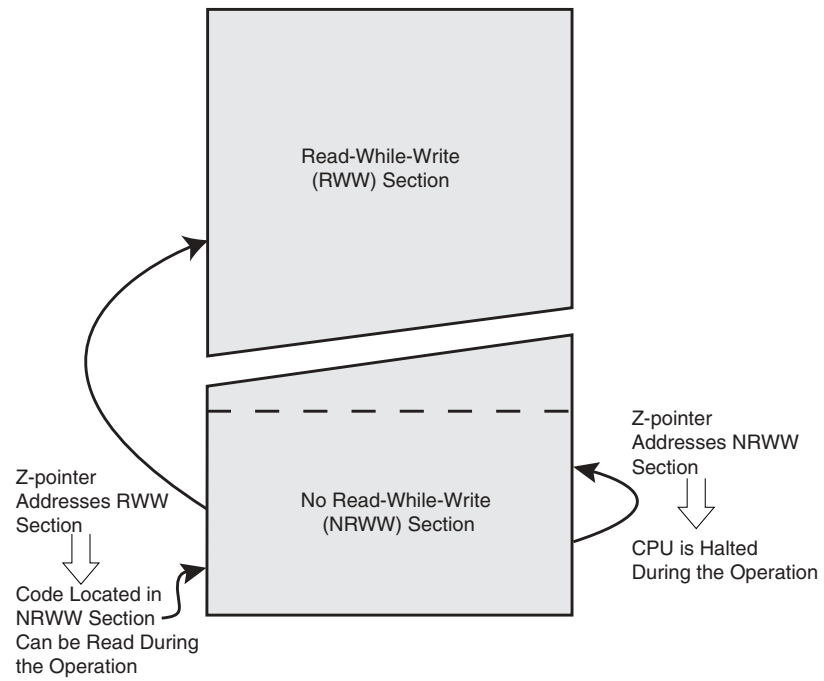 Read-While-Write
(RWW) Section
Z-pointer
Addresses NRWW
Section
Z-pointer
Addresses RWW
Section
No Read-While-Write
(NRWW) Section
CPU is Halted
During the Operation
Code Located in
NRWW Section
Can be Read During
the Operation